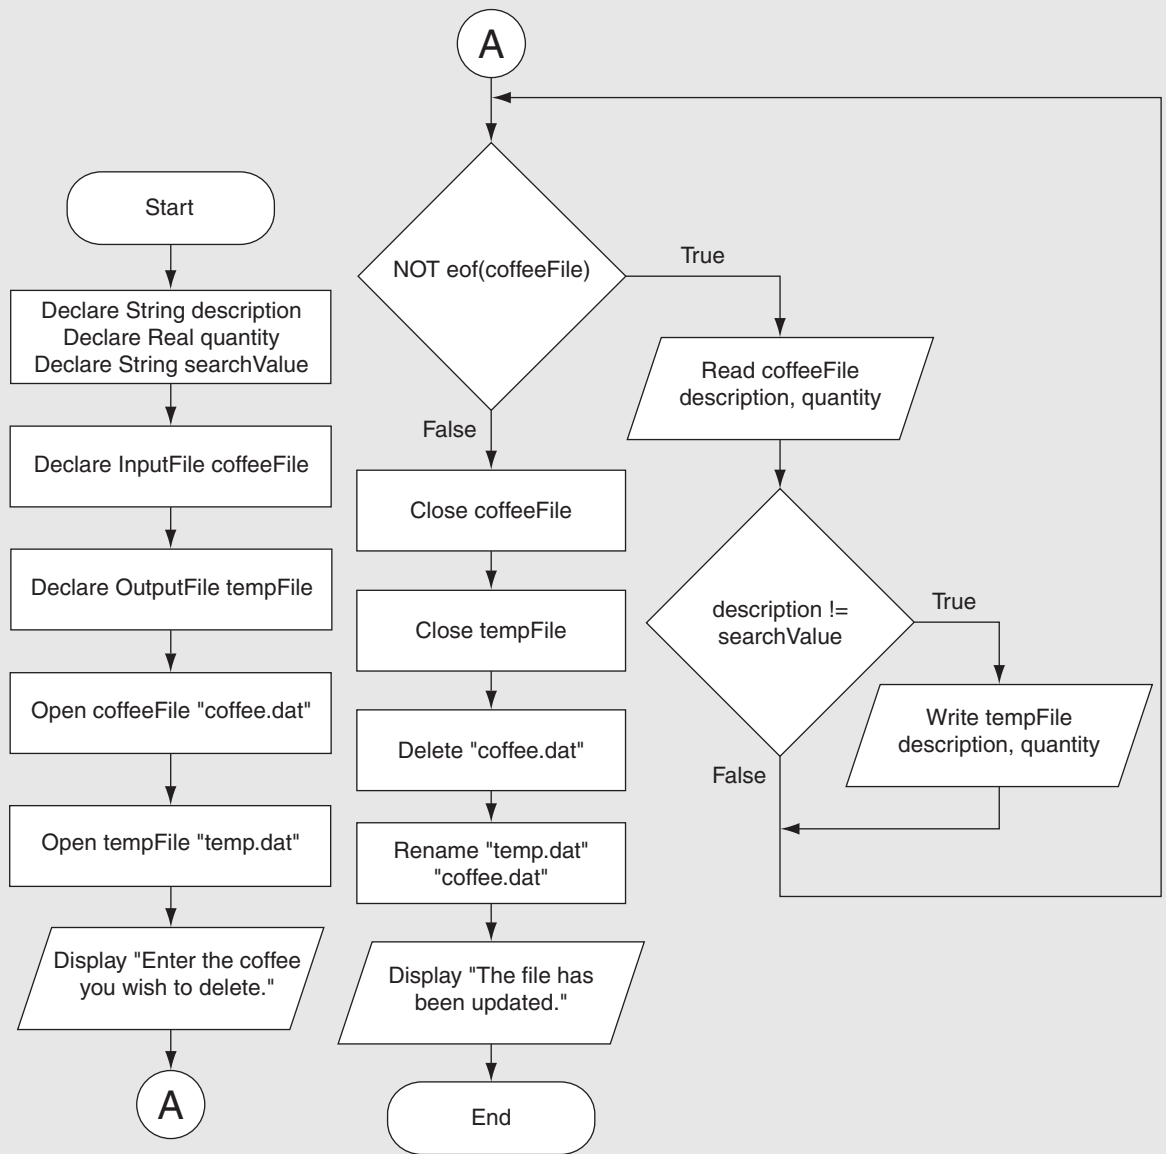 Start
Declare String description
Declare Real quantity
Declare String searchValue
Declare InputFile coffeeFile
Declare OutputFile tempFile
Open coffeeFile "coffee.dat"
Open tempFile "temp.dat"
Display "Enter the coffee
you wish to delete."
A
A
NOT eof(coffeeFile)
True
False
Read coffeeFile
description, quantity
description !=
searchValue
True
Write tempFile
description, quantity
False
Close coffeeFile
Close tempFile
Delete "coffee.dat"
Rename "temp.dat"
"coffee.dat"
Display "The file has
been updated."
End